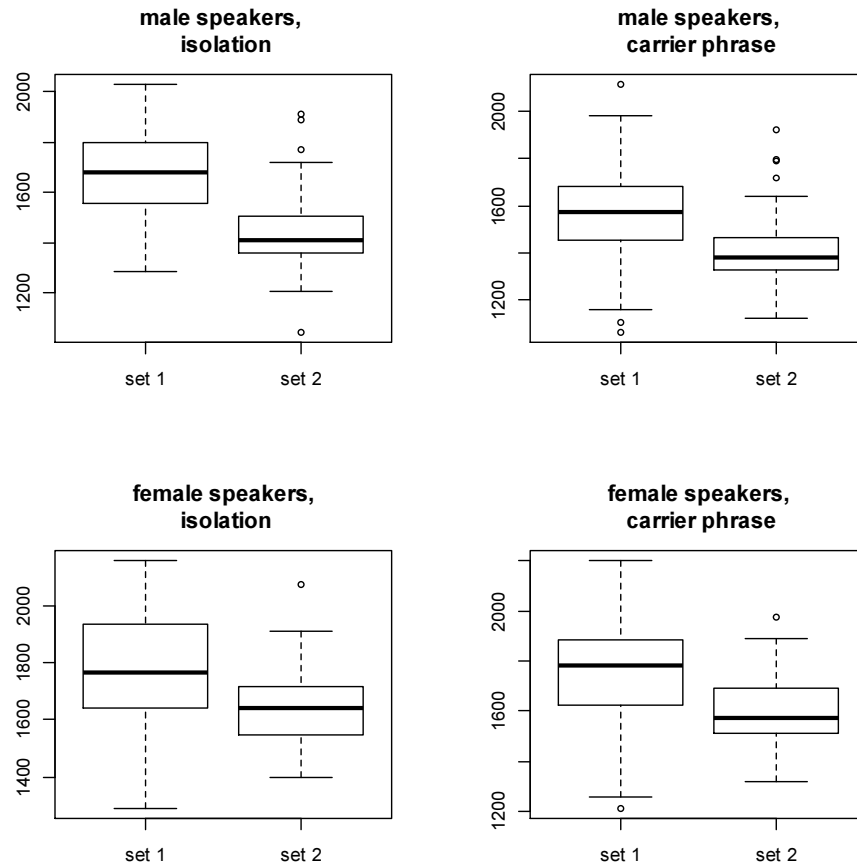 male speakers,
isolation
2000
1600
1200
set 1
set 2
male speakers,
carrier phrase
2000
1600
1200
set 1
set 2
female speakers,
isolation
2000
1800
1600
1400
set 1
set 2
female speakers,
carrier phrase
2000
1600
1200
set 1
set 2